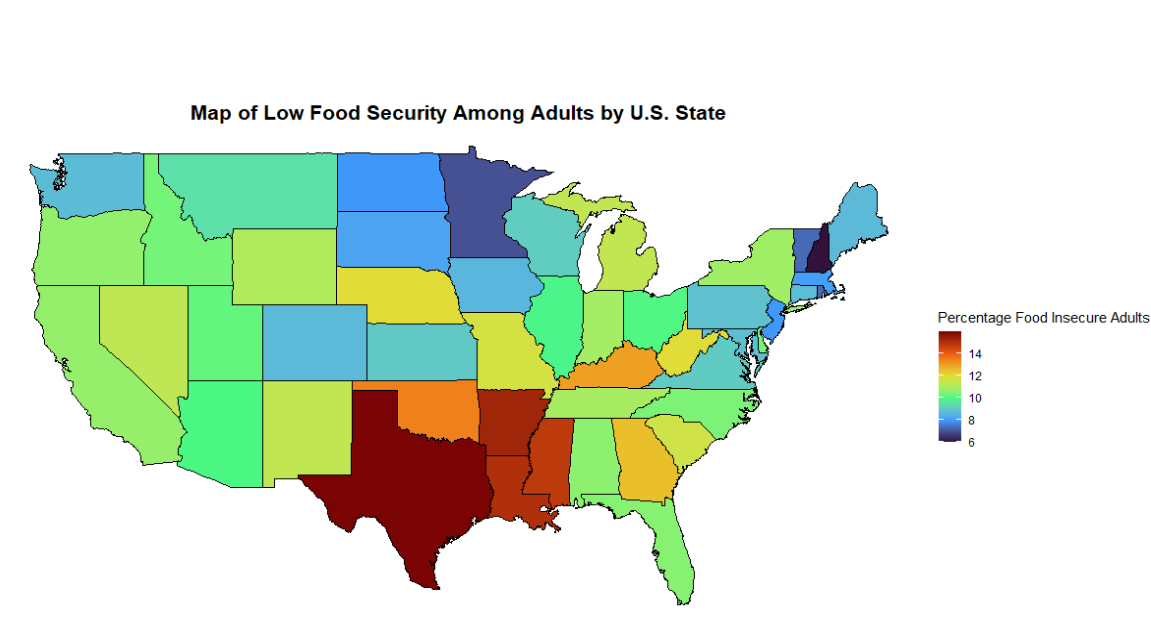 Map of Low Food Security Among Adults by U.S. State
Percentage Food Insecure Adults
14
12
10
8
6